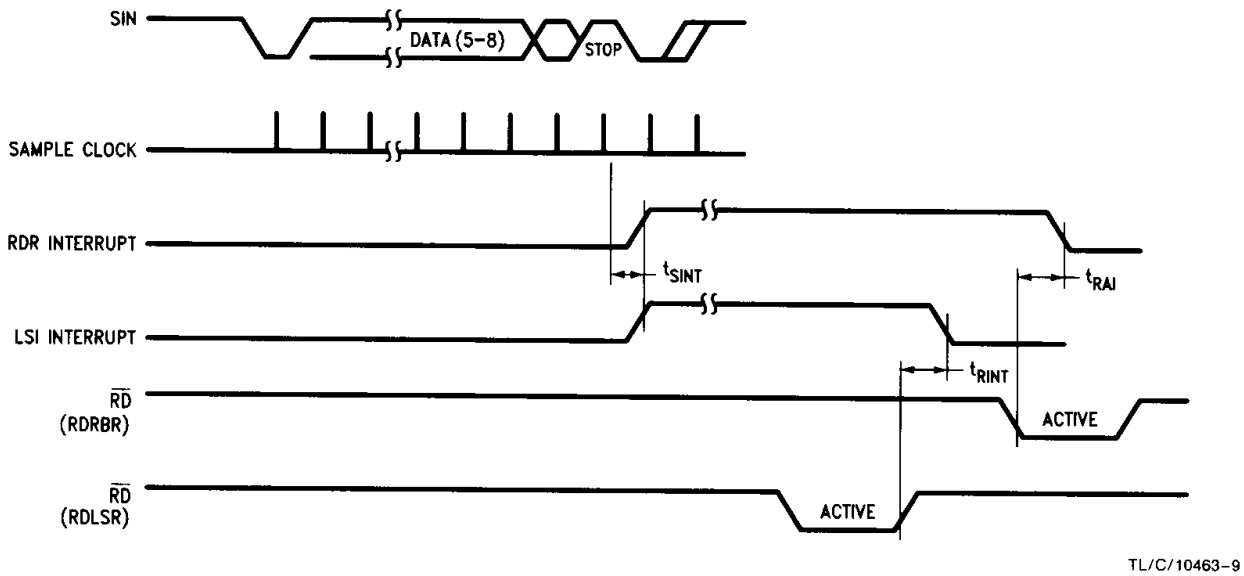 SIN
DATA (5-8)
STOP
SAMPLE CLOCK
RDR INTERRUPT
tSINT
tRAI
LSI INTERRUPT
tRINT
RD
(RDRBR)
ACTIVE
RD
(RDLSR)
ACTIVE
TL/C/10463-9